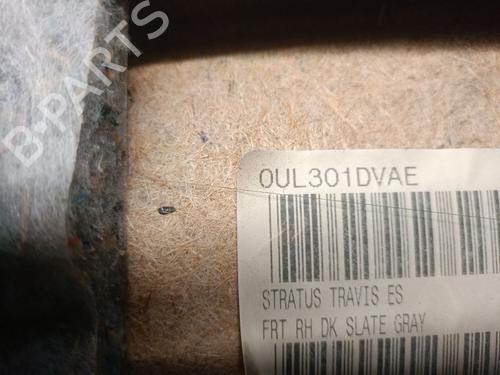 B-PARTS
0UL301DVAE
STRATUS TRAVIS ES
FRT RH DK SLATE GRAY